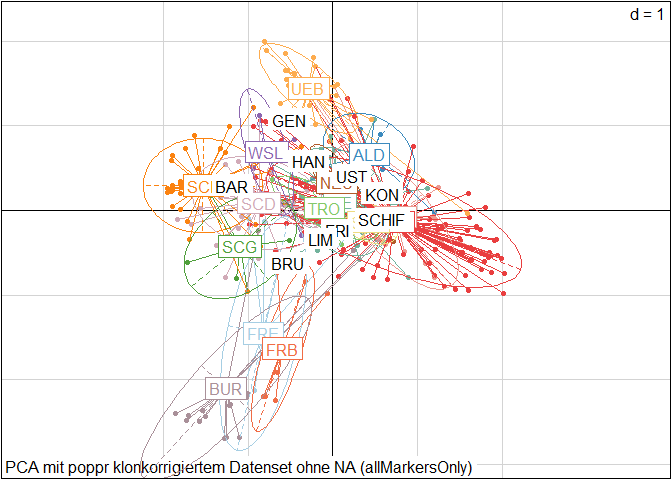 d = 1
UEB
GEN
WSL
HAN
ALD
UST
BAR
KON
SCD
TRO
SCHIF
LIM
SCG
BRU
FRE
FRB
BUR
PCA mit poppr klonkorrigiertem Datenset ohne NA (allMarkersOnly)